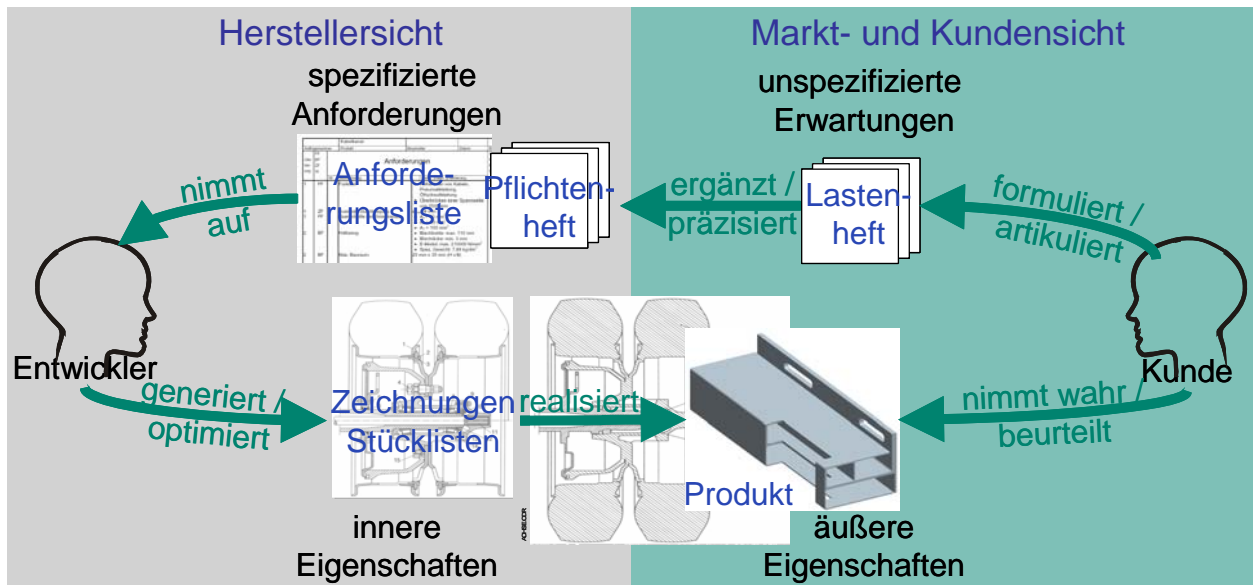 Herstellersicht
Markt- und Kundensicht
spezifizierte
Anforderungen
unspezifizierte
Erwartungen
Anforderungen
Anforde-
rungsliste
Pflichten-
heft
ergänzt /
präzisiert
Lasten-
heft
formuliert /
artikuliert
nimmt
auf
Entwickler
Kunde
generiert /
optimiert
Zeichnungen
Stücklisten
realisiert
Produkt
nimmt wahr /
beurteilt
innere
Eigenschaften
äußere
Eigenschaften